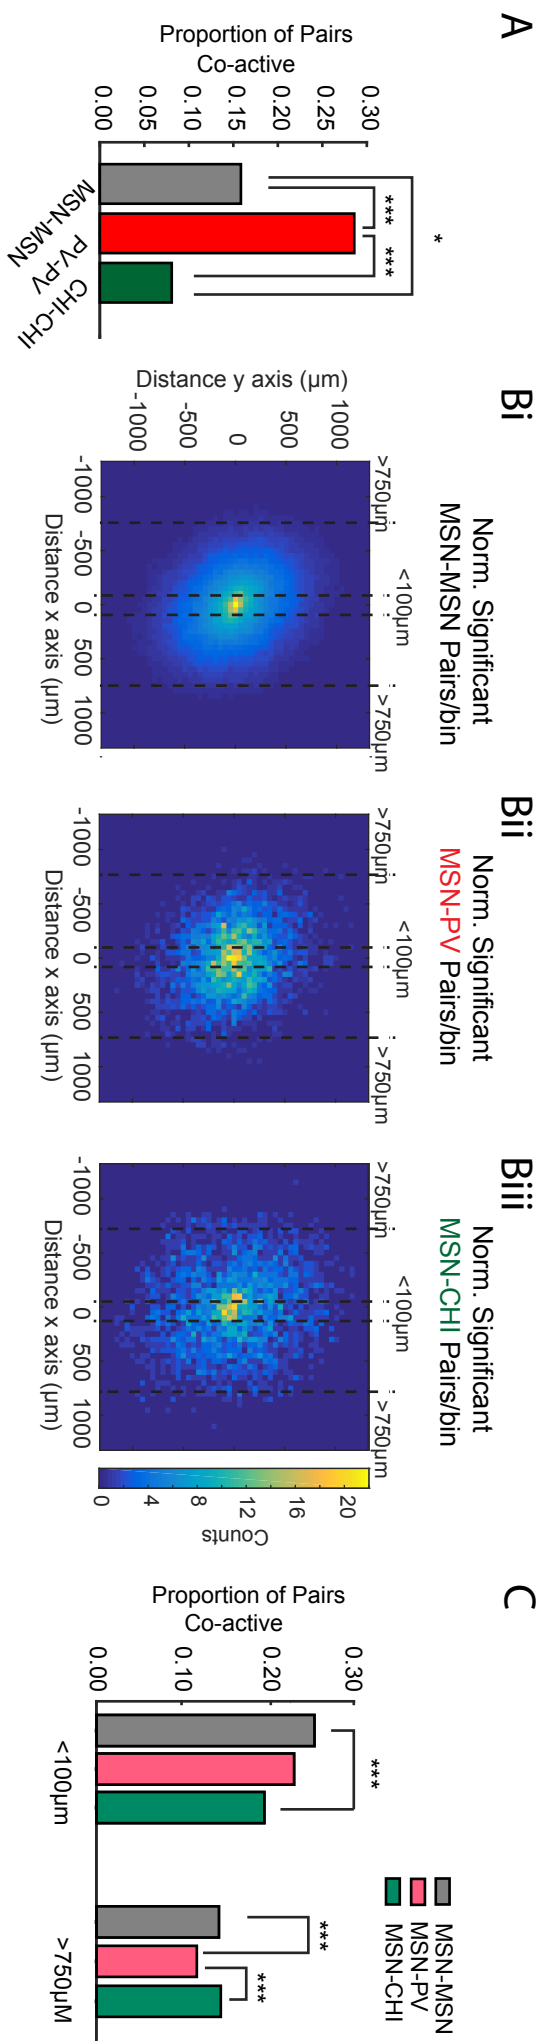 A
Proportion of Pairs
Co-active
0.30
0.25
0.20
0.15
0.10
0.05
0.00
*
***
***
MSN-MSN
PV-PV
CHI-CHI
Bi
Norm. Significant
MSN-MSN Pairs/bin
>750µm
<100µm
>750µm
Distance y axis (µm)
1000
500
0
-500
-1000
-1000 -500 0 500 1000
Distance x axis (µm)
Bii
Norm. Significant
MSN-PV Pairs/bin
>750µm
<100µm
>750µm
-1000 -500 0 500 1000
Distance x axis (µm)
Biii
Norm. Significant
MSN-CHI Pairs/bin
>750µm
<100µm
>750µm
-1000 -500 0 500 1000
Distance x axis (µm)
20
16
12
8
4
0
Counts
C
Proportion of Pairs
Co-active
0.30
0.20
0.10
0.00
***
***
***
<100µm
>750µM
MSN-MSN
MSN-PV
MSN-CHI